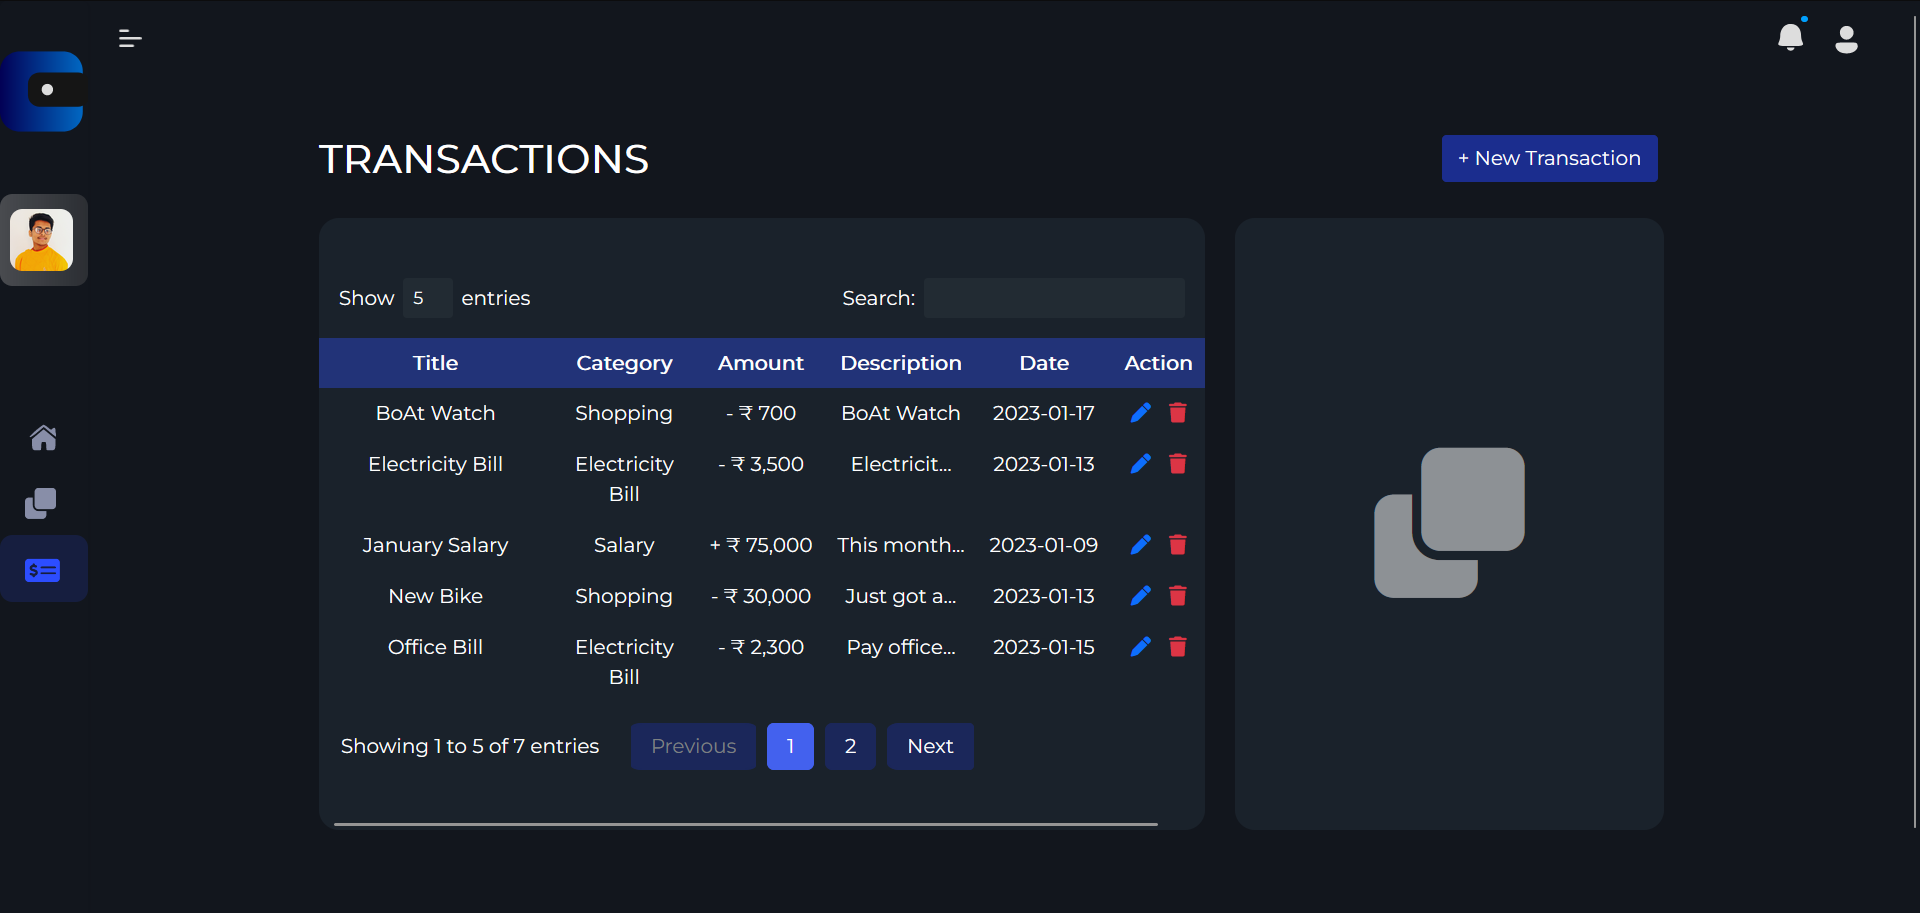 TRANSACTIONS
+ New Transaction
Show 5 entries
Search:
Title Category Amount Description Date Action
BoAt Watch Shopping - ₹ 700 BoAt Watch 2023-01-17
Electricity Bill Electricity - ₹ 3,500 Electricit... 2023-01-13
Bill
January Salary Salary + ₹ 75,000 This month... 2023-01-09
New Bike Shopping - ₹ 30,000 Just got a... 2023-01-13
Office Bill Electricity - ₹ 2,300 Pay office... 2023-01-15
Bill
Showing 1 to 5 of 7 entries Previous 1 2 Next